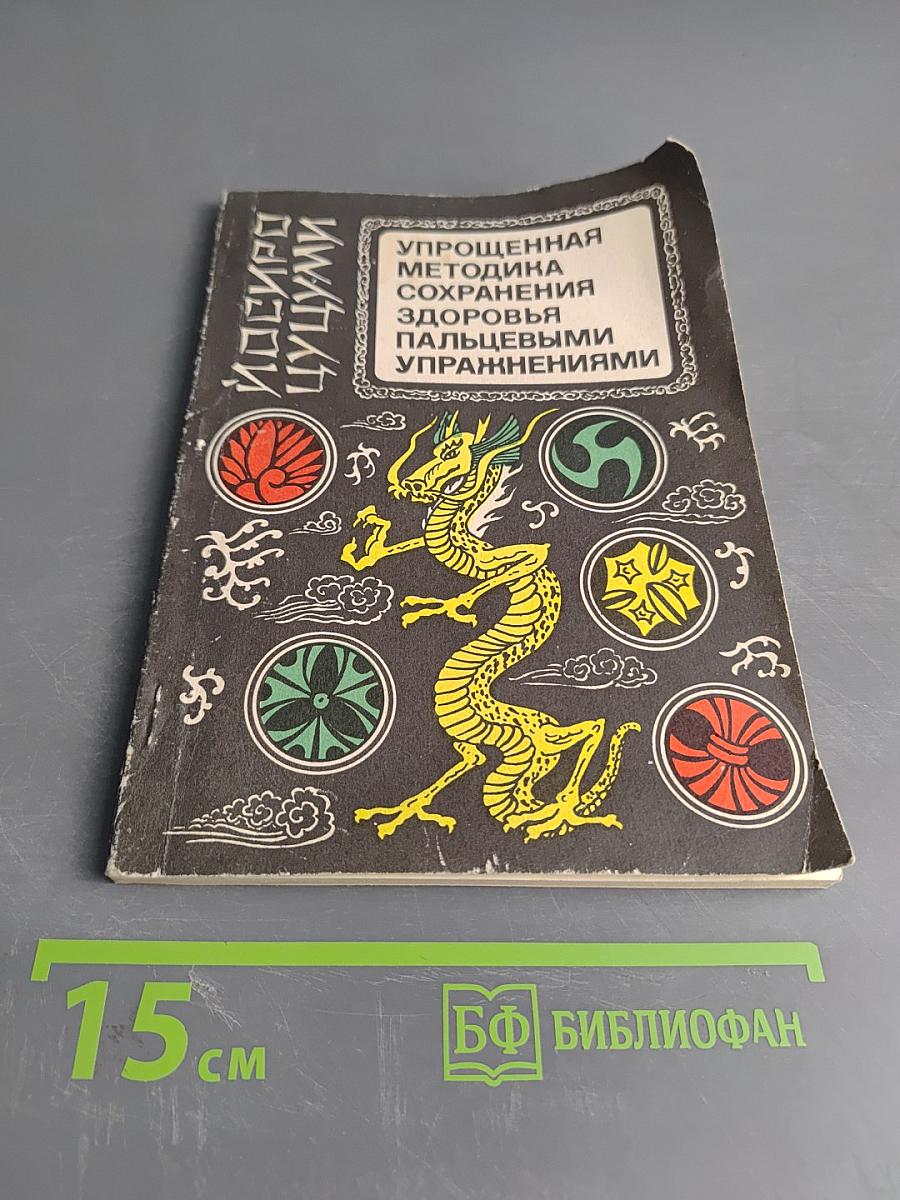 ЙОСИРО
ЦУЦУМИ
УПРОЩЕННАЯ
МЕТОДИКА
СОХРАНЕНИЯ
ЗДОРОВЬЯ
ПАЛЬЦЕВЫМИ
УПРАЖНЕНИЯМИ
15 см
БФ БИБЛИОФАН